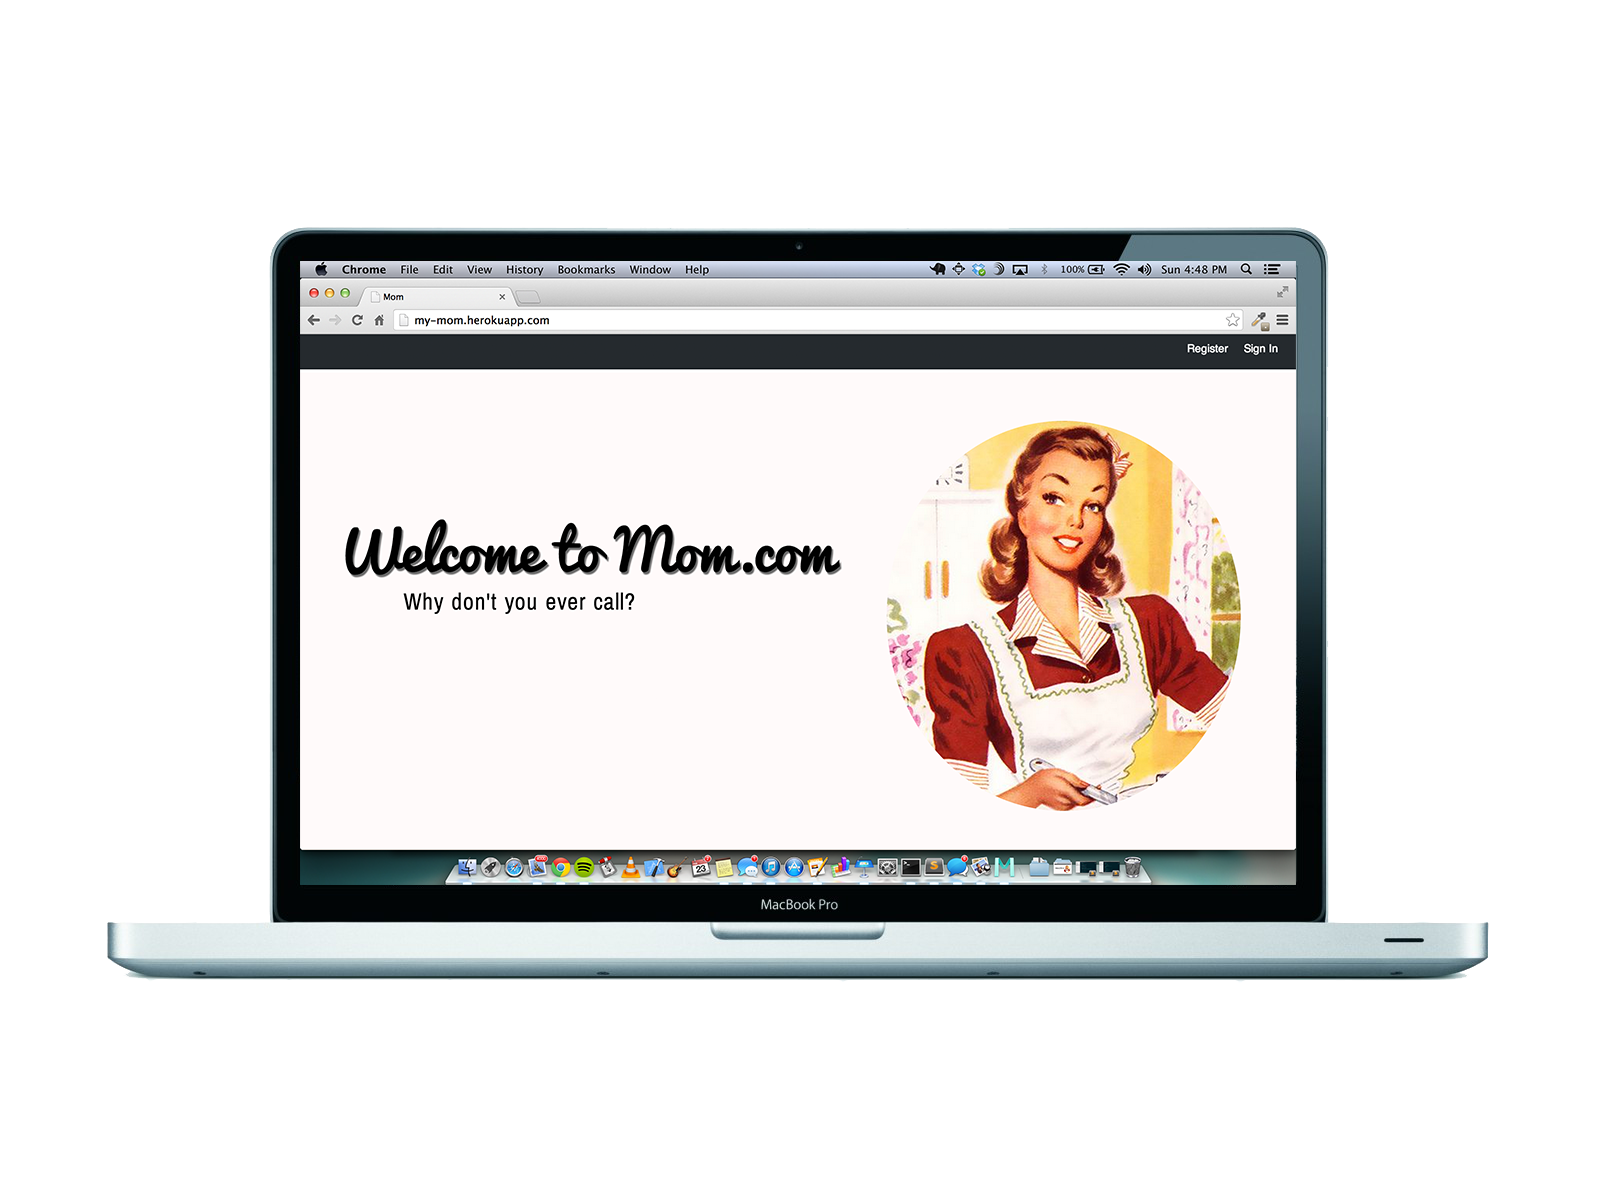 Chrome File Edit View History Bookmarks Window Help 100% Sun 4:48 PM
Mom
my-mom.herokuapp.com
Register Sign In
Welcome to Mom.com
Why don't you ever call?
23
MacBook Pro